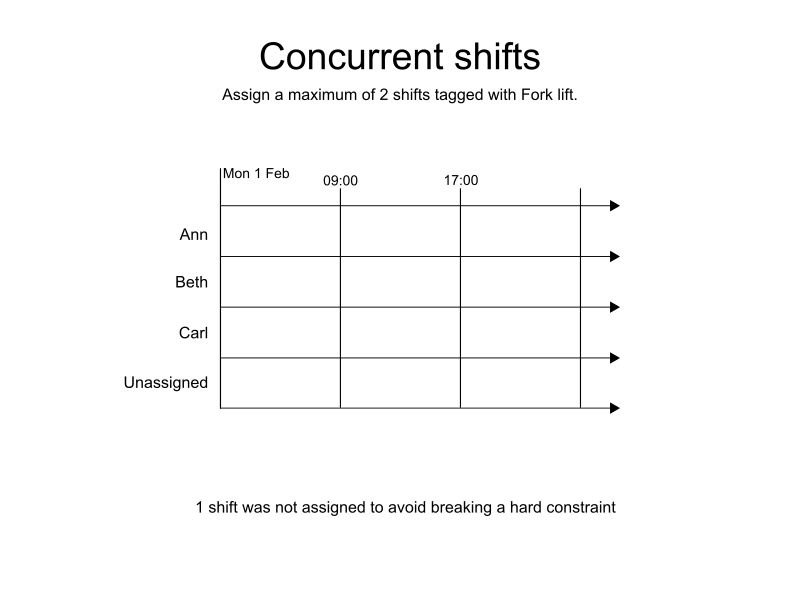 Concurrent shifts
Assign a maximum of 2 shifts tagged with Fork lift.
Mon 1 Feb
09:00
17:00
Ann
Beth
Carl
Unassigned
1 shift was not assigned to avoid breaking a hard constraint